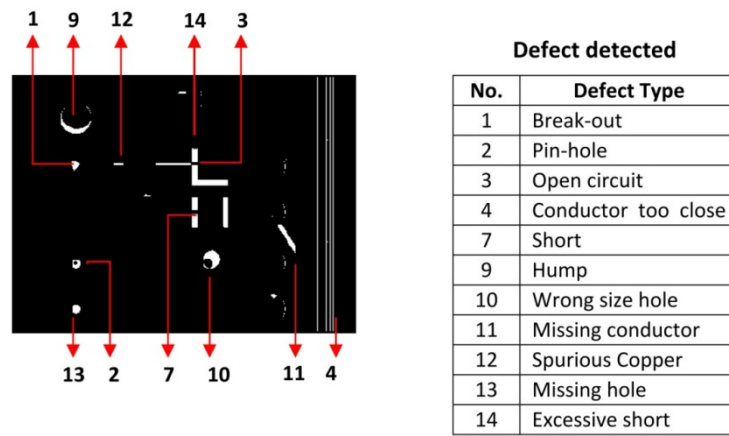 1 9 12 14 3
13 2 7 10 11 4
Defect detected
No. Defect Type
1 Break-out
2 Pin-hole
3 Open circuit
4 Conductor too close
7 Short
9 Hump
10 Wrong size hole
11 Missing conductor
12 Spurious Copper
13 Missing hole
14 Excessive short